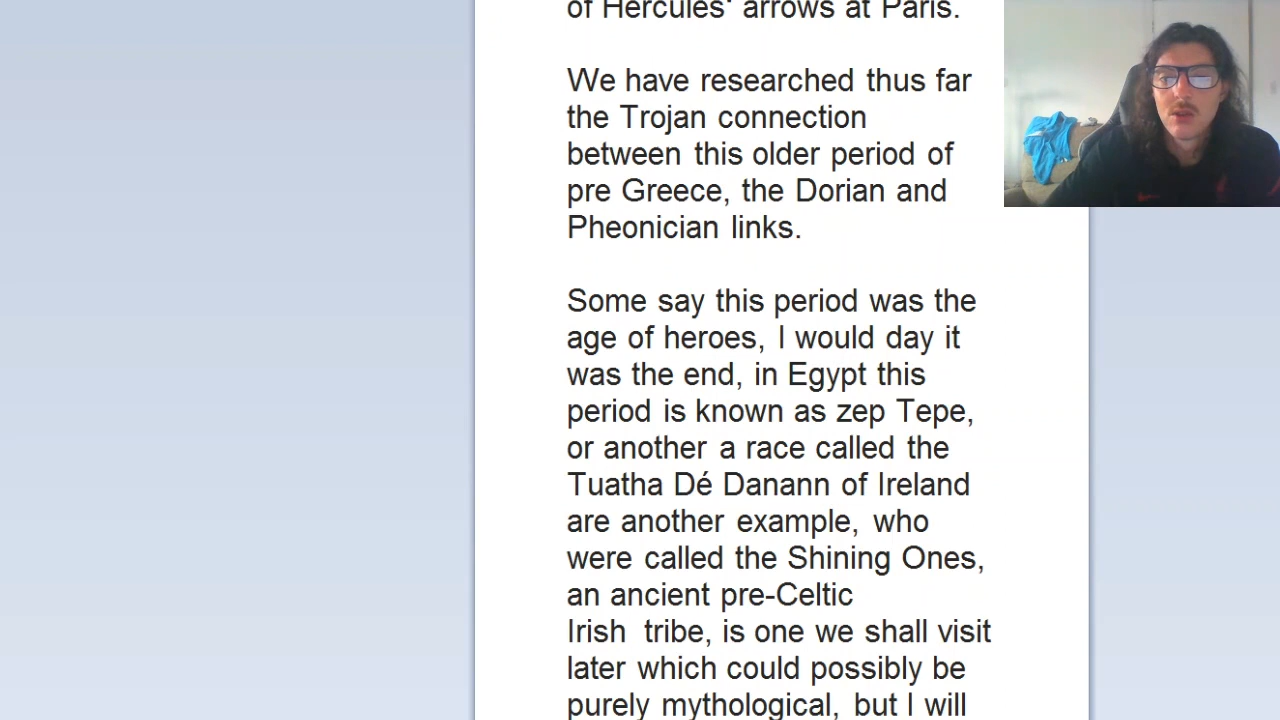 of Hercules' arrows at Paris.
We have researched thus far
the Trojan connection
between this older period of
pre Greece, the Dorian and
Pheonician links.
Some say this period was the
age of heroes, I would day it
was the end, in Egypt this
period is known as zep Tepe,
or another a race called the
Tuatha Dé Danann of Ireland
are another example, who
were called the Shining Ones,
an ancient pre-Celtic
Irish  tribe, is one we shall visit
later which could possibly be
purely mythological, but I will